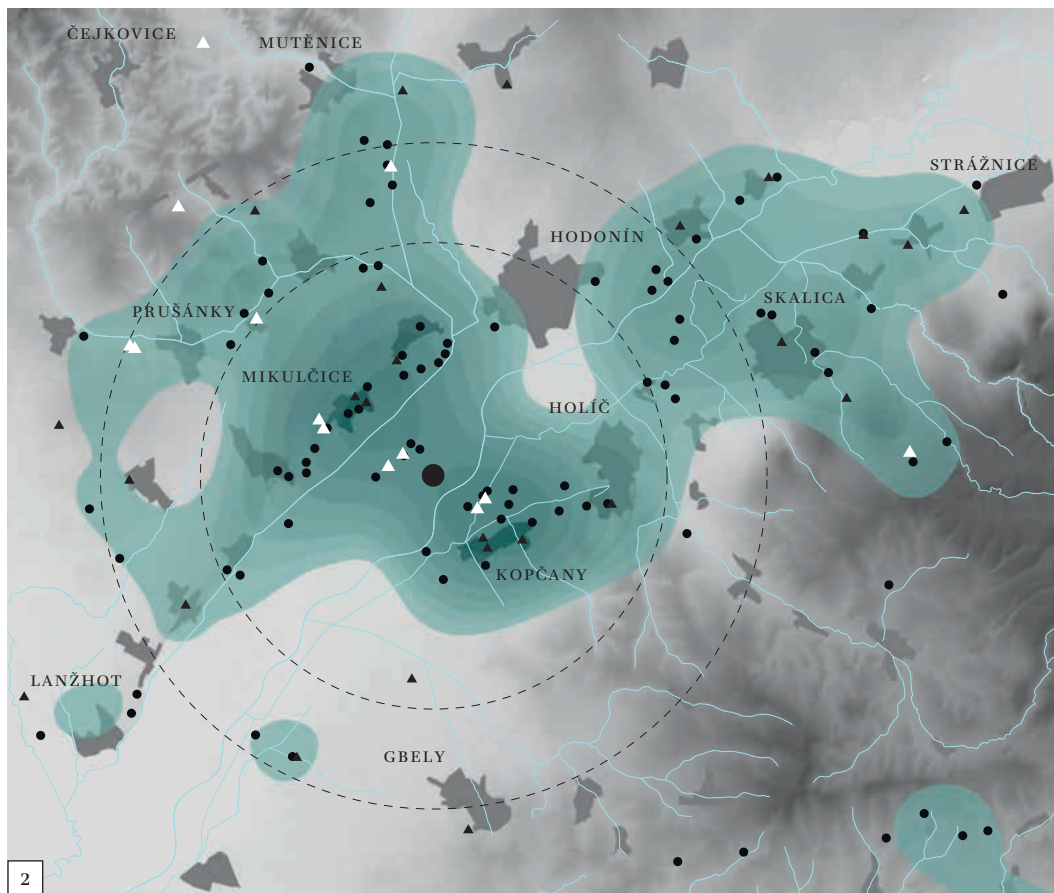 ČEJKOVICE
MUTĚNICE
STRÁŽNICE
HODONÍN
SKALICA
PRUŠÁNKY
MIKULČICE
HOLÍČ
KOPČANY
LANŽHOT
GBELY
2